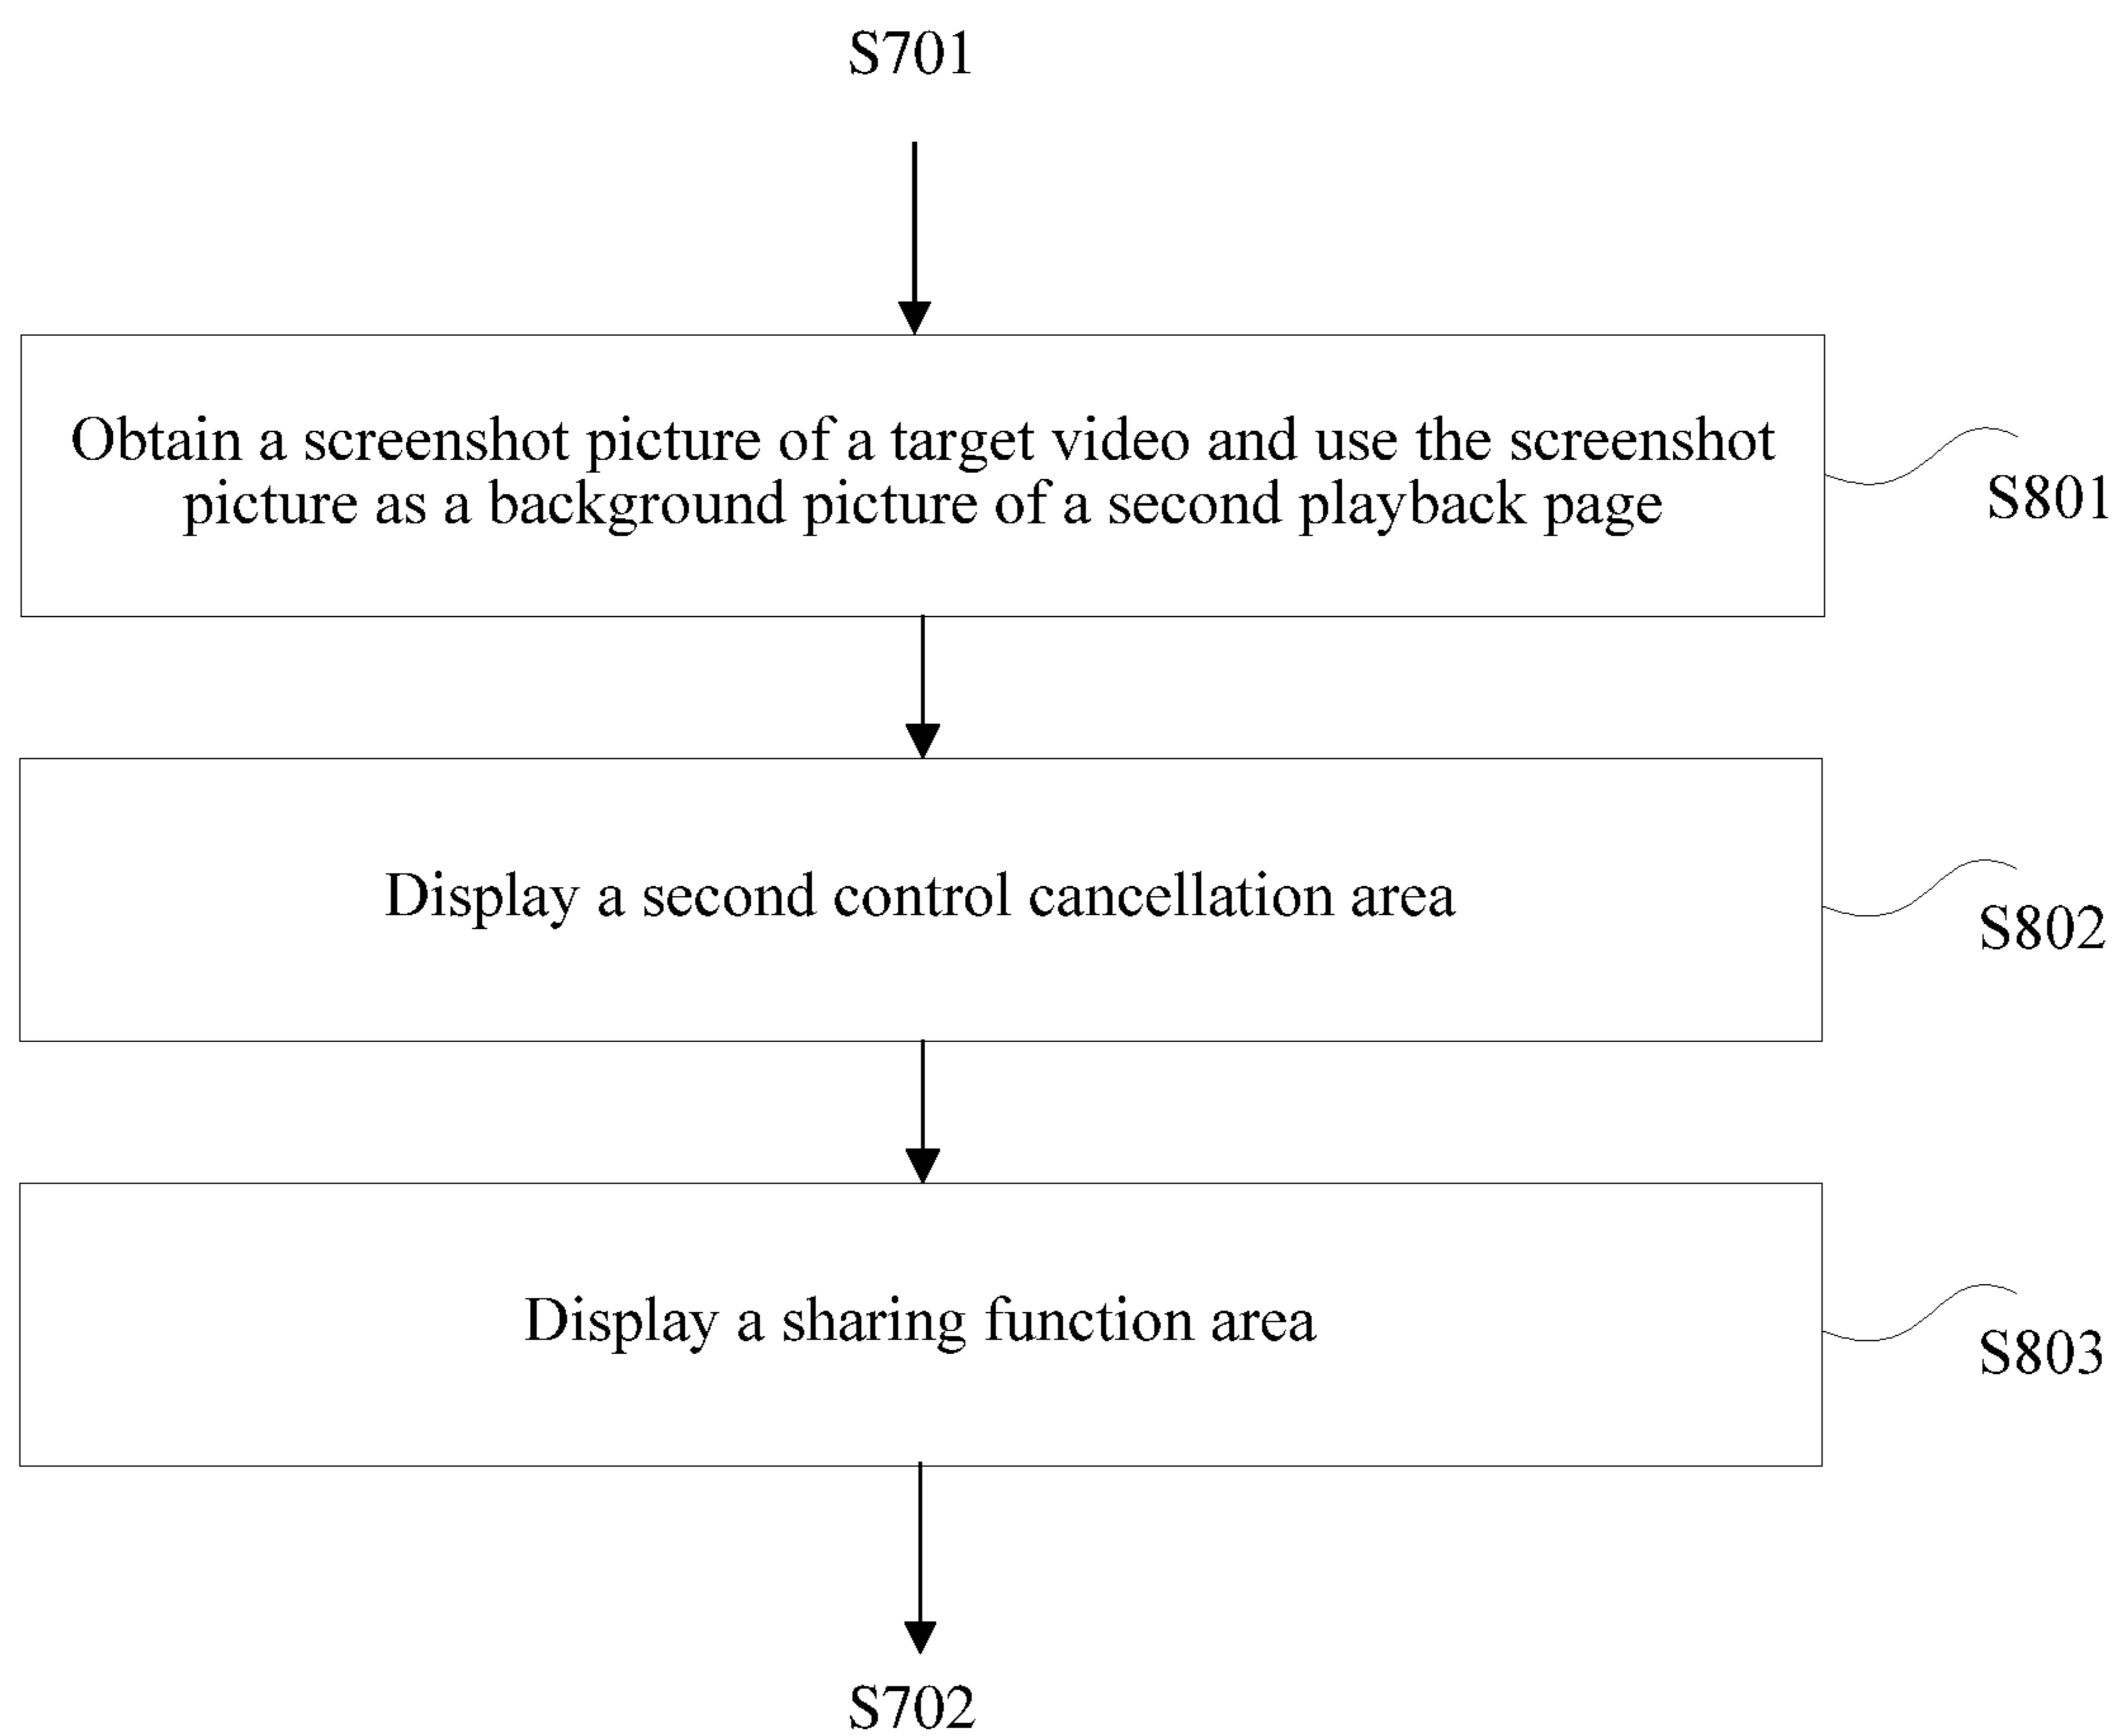 S701
Obtain a screenshot picture of a target video and use the screenshot
picture as a background picture of a second playback page
S801
Display a second control cancellation area
S802
Display a sharing function area
S803
S702